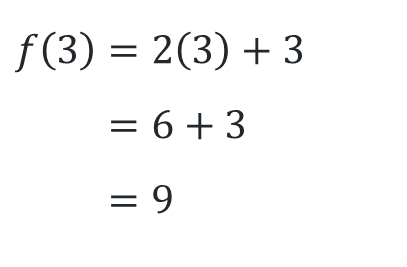 f(3) = 2(3) + 3
= 6 + 3
= 9